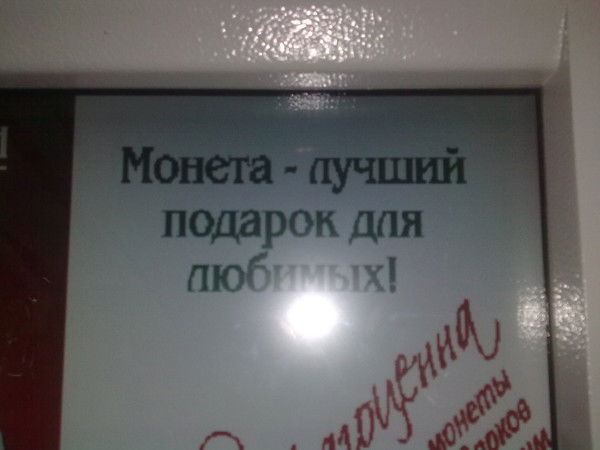 Монета - лучший
подарок для
любимых!
монеты